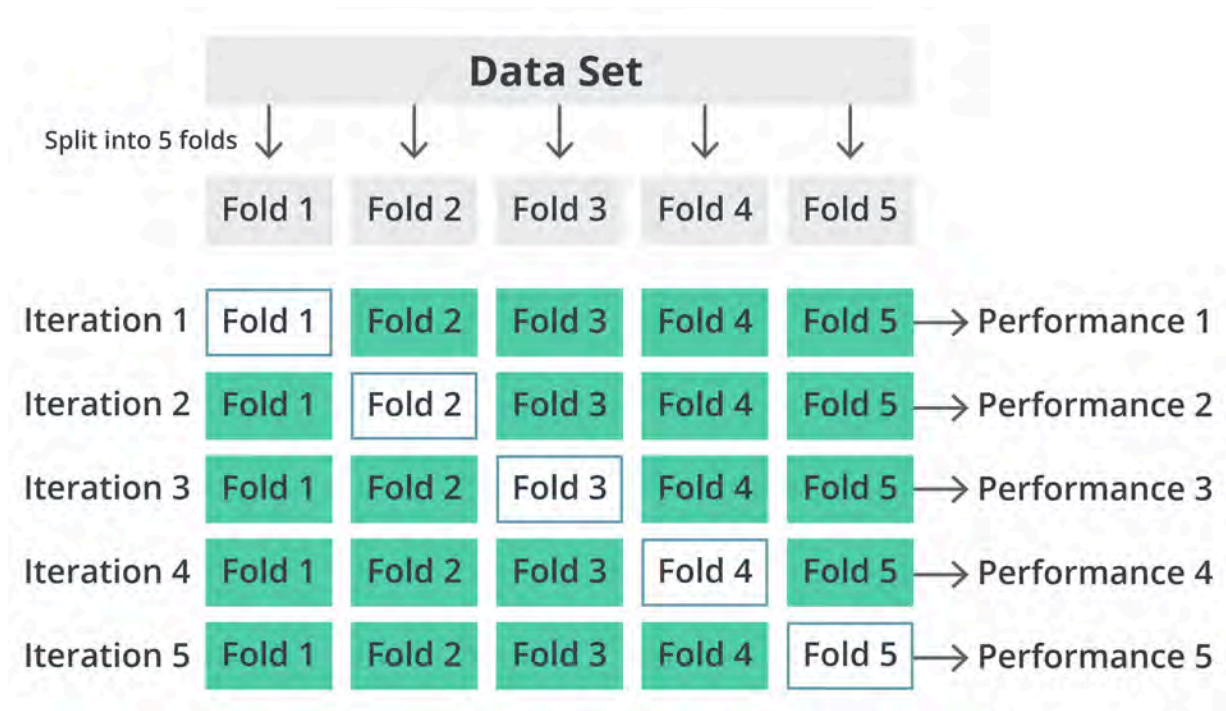 Data Set
Split into 5 folds
Fold 1 Fold 2 Fold 3 Fold 4 Fold 5
Iteration 1 Fold 1 Fold 2 Fold 3 Fold 4 Fold 5 Performance 1
Iteration 2 Fold 1 Fold 2 Fold 3 Fold 4 Fold 5 Performance 2
Iteration 3 Fold 1 Fold 2 Fold 3 Fold 4 Fold 5 Performance 3
Iteration 4 Fold 1 Fold 2 Fold 3 Fold 4 Fold 5 Performance 4
Iteration 5 Fold 1 Fold 2 Fold 3 Fold 4 Fold 5 Performance 5